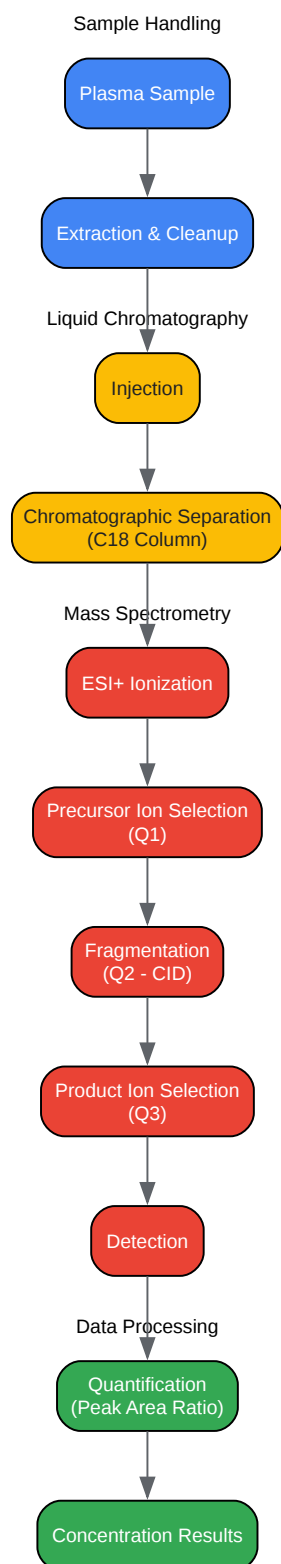 Sample Handling
Plasma Sample
Extraction & Cleanup
Liquid Chromatography
Injection
Chromatographic Separation
(C18 Column)
Mass Spectrometry
ESI+ Ionization
Precursor Ion Selection
(Q1)
Fragmentation
(Q2 - CID)
Product Ion Selection
(Q3)
Detection
Data Processing
Quantification
(Peak Area Ratio)
Concentration Results